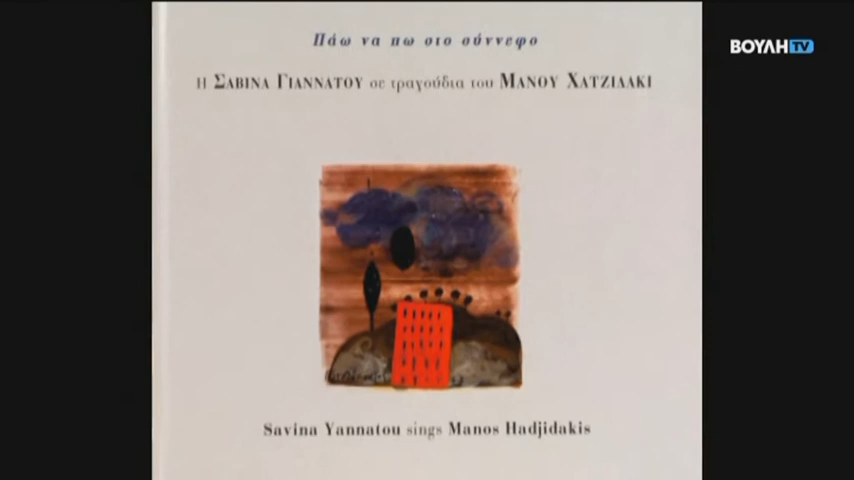 Πάω να πω στο σύννεφο
ΒΟΥΛΗ TV
Η ΣΑΒΙΝΑ ΓΙΑΝΝΑΤΟΥ σε τραγούδια του ΜΑΝΟΥ ΧΑΤΖΙΔΑΚΙ
Savina Yannatou sings Manos Hadjidakis